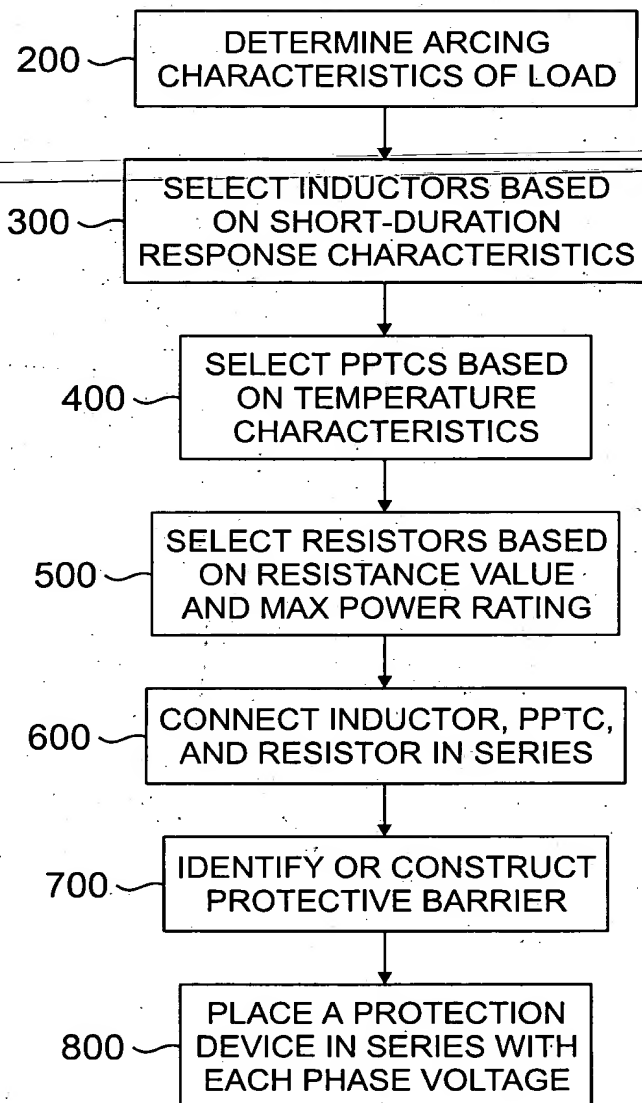 200
DETERMINE ARCING
CHARACTERISTICS OF LOAD
300
SELECT INDUCTORS BASED
ON SHORT-DURATION
RESPONSE CHARACTERISTICS
400
SELECT PPTCS BASED
ON TEMPERATURE
CHARACTERISTICS
500
SELECT RESISTORS BASED
ON RESISTANCE VALUE
AND MAX POWER RATING
600
CONNECT INDUCTOR, PPTC,
AND RESISTOR IN SERIES
700
IDENTIFY OR CONSTRUCT
PROTECTIVE BARRIER
800
PLACE A PROTECTION
DEVICE IN SERIES WITH
EACH PHASE VOLTAGE